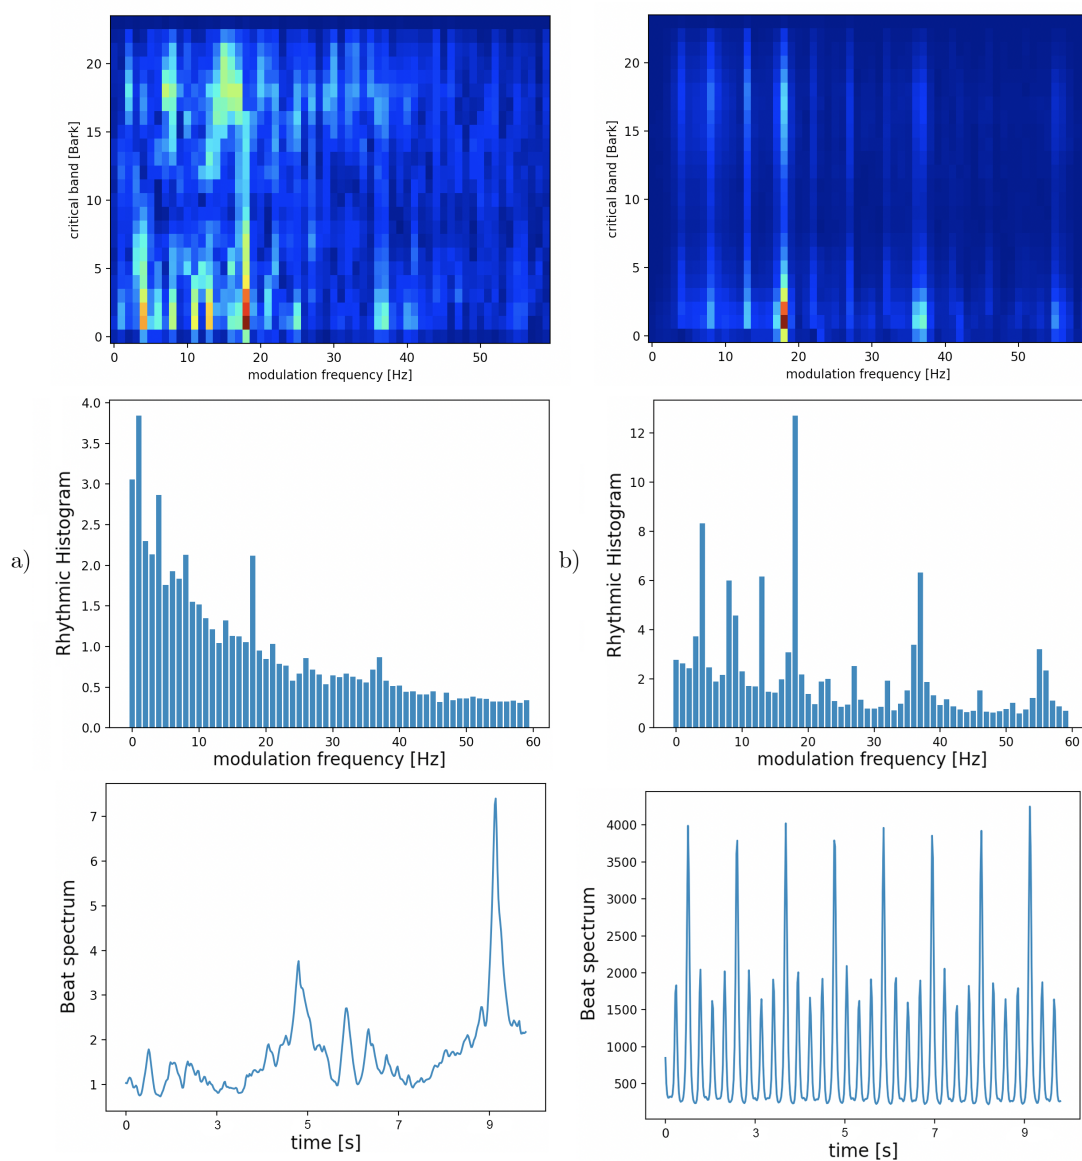 20
15
10
5
0
critical band [Bark]
0 10 20 30 40 50
modulation frequency [Hz]
20
15
10
5
0
critical band [Bark]
0 10 20 30 40 50
modulation frequency [Hz]
a)
4.0
3.5
3.0
2.5
2.0
1.5
1.0
0.5
0.0
Rhythmic Histogram
0 10 20 30 40 50 60
modulation frequency [Hz]
b)
12
10
8
6
4
2
0
Rhythmic Histogram
0 10 20 30 40 50 60
modulation frequency [Hz]
7
6
5
4
3
2
1
Beat spectrum
0 3 5 7 9
time [s]
4000
3500
3000
2500
2000
1500
1000
500
Beat spectrum
0 3 5 7 9
time [s]